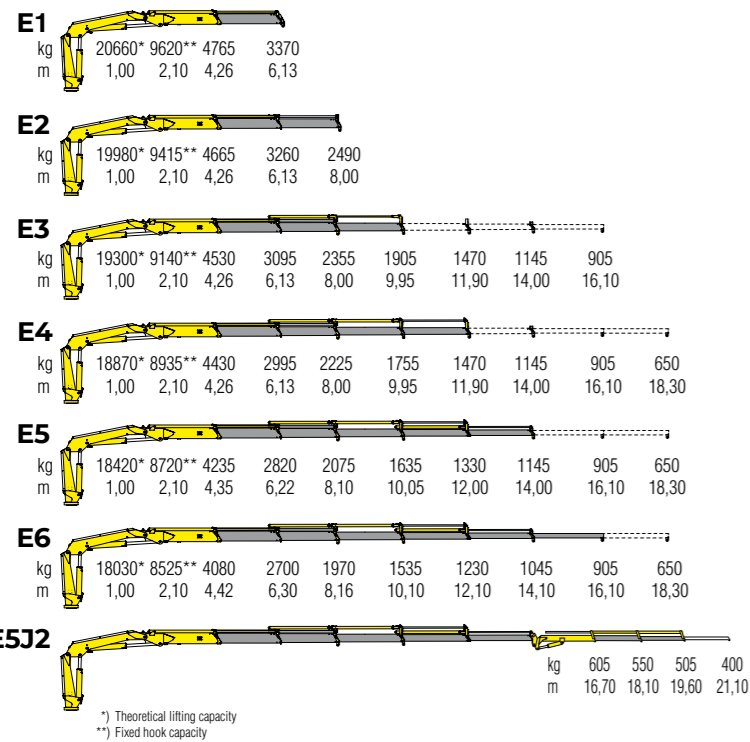 E1
kg 20660* 9620** 4765 3370
m 1,00 2,10 4,26 6,13
E2
kg 19980* 9415** 4665 3260 2490
m 1,00 2,10 4,26 6,13 8,00
E3
kg 19300* 9140** 4530 3095 2355 1905 1470 1145 905
m 1,00 2,10 4,26 6,13 8,00 9,95 11,90 14,00 16,10
E4
kg 18870* 8935** 4430 2995 2225 1755 1470 1145 905 650
m 1,00 2,10 4,26 6,13 8,00 9,95 11,90 14,00 16,10 18,30
E5
kg 18420* 8720** 4235 2820 2075 1635 1330 1145 905 650
m 1,00 2,10 4,35 6,22 8,10 10,05 12,00 14,00 16,10 18,30
E6
kg 18030* 8525** 4080 2700 1970 1535 1230 1045 905 650
m 1,00 2,10 4,42 6,30 8,16 10,10 12,10 14,10 16,10 18,30
E5J2
kg 605 550 505 400
m 16,70 18,10 19,60 21,10
*) Theoretical lifting capacity
**) Fixed hook capacity